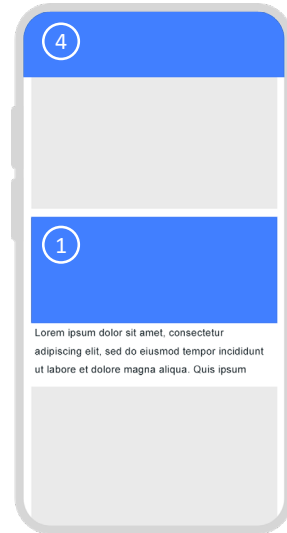 4
1
Lorem ipsum dolor sit amet, consectetur
adipiscing elit, sed do eiusmod tempor incididunt
ut labore et dolore magna aliqua. Quis ipsum